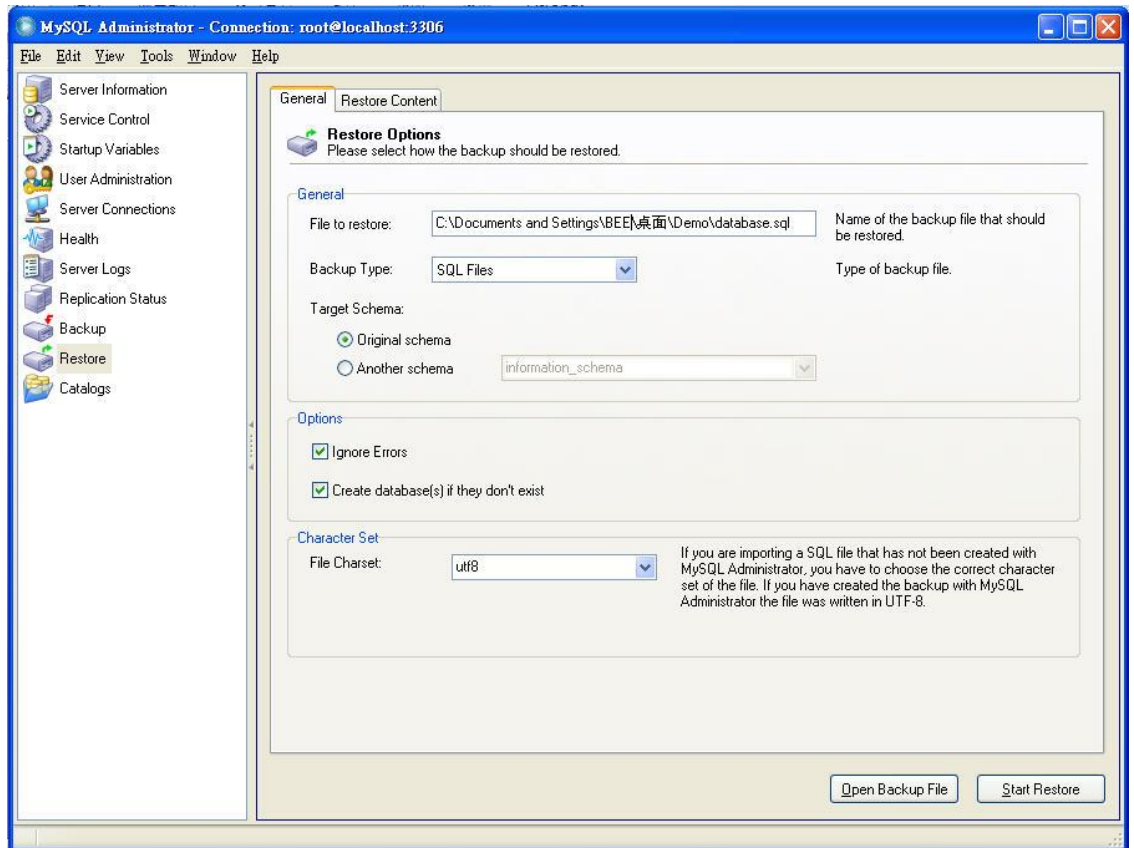 MySQL Administrator - Connection: root@localhost:3306
File Edit View Tools Window Help
Server Information
Service Control
Startup Variables
User Administration
Server Connections
Health
Server Logs
Replication Status
Backup
Restore
Catalogs
General Restore Content
Restore Options
Please select how the backup should be restored.
General
File to restore: C:\Documents and Settings\BEE\桌面\Demo\database.sql Name of the backup file that should
be restored.
Backup Type: SQL Files Type of backup file.
Target Schema:
Original schema
Another schema information_schema
Options
Ignore Errors
Create database(s) if they don't exist
Character Set
File Charset: utf8
If you are importing a SQL file that has not been created with
MySQL Administrator, you have to choose the correct character
set of the file. If you have created the backup with MySQL
Administrator the file was written in UTF-8.
Open Backup File Start Restore